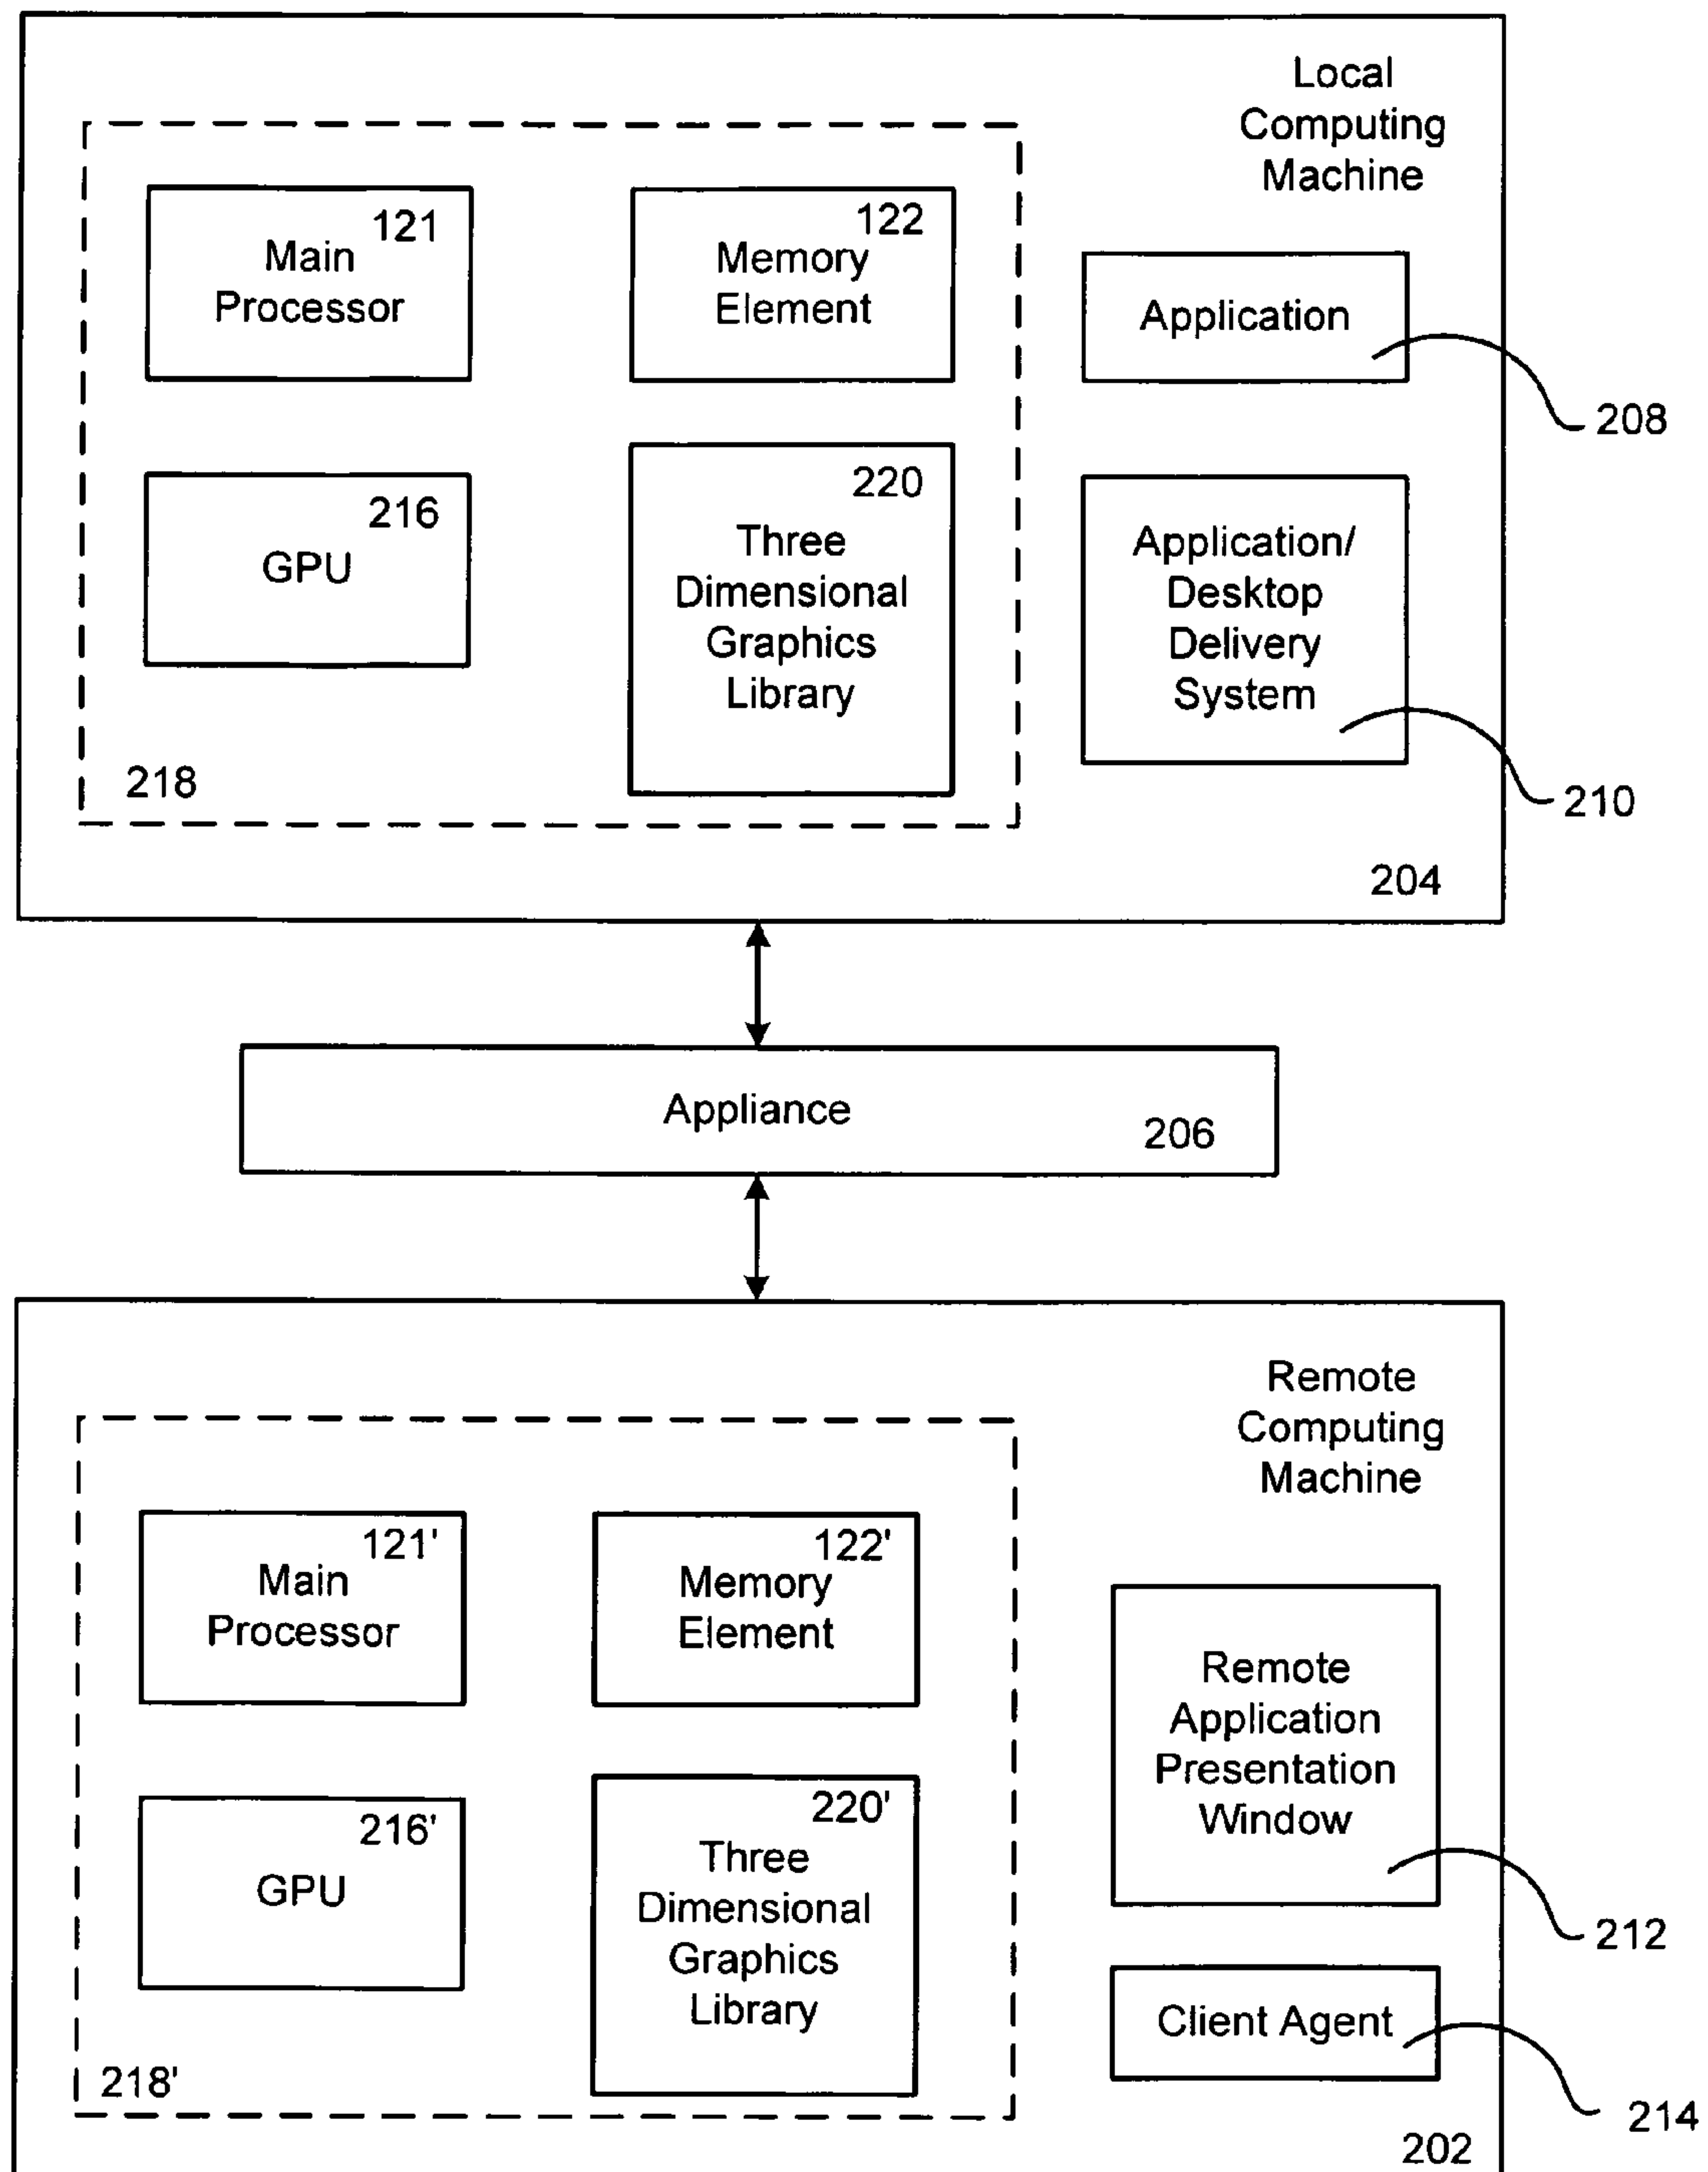 Local
Computing
Machine
121
Main
Processor
122
Memory
Element
Application
208
216
GPU
220
Three
Dimensional
Graphics
Library
Application/
Desktop
Delivery
System
210
218
204
Appliance
206
Remote
Computing
Machine
121'
Main
Processor
122'
Memory
Element
Remote
Application
Presentation
Window
212
216'
GPU
220'
Three
Dimensional
Graphics
Library
Client Agent
214
218'
202